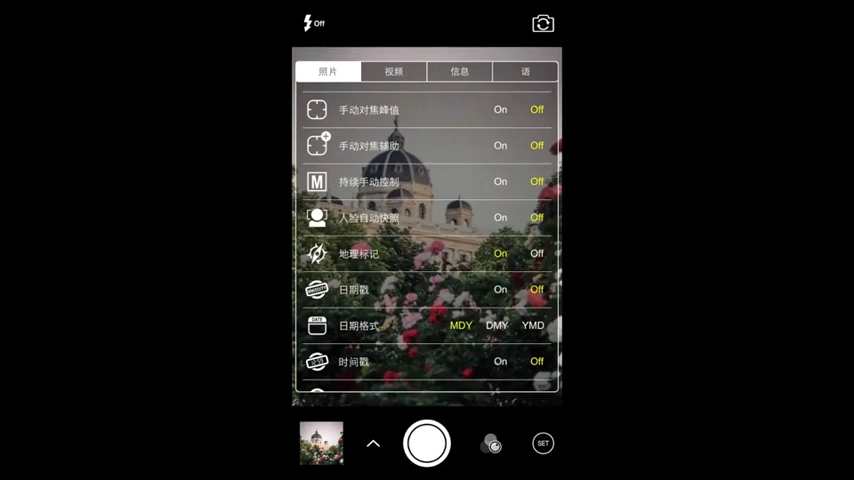 Off
照片 视频 信息 语
手动对焦峰值 On Off
手动对焦辅助 On Off
M 持续手动控制 On Off
人脸自动快照 On Off
地理标记 On Off
日期戳 On Off
DATE 日期格式 MDY DMY YMD
时间戳 On Off
SET